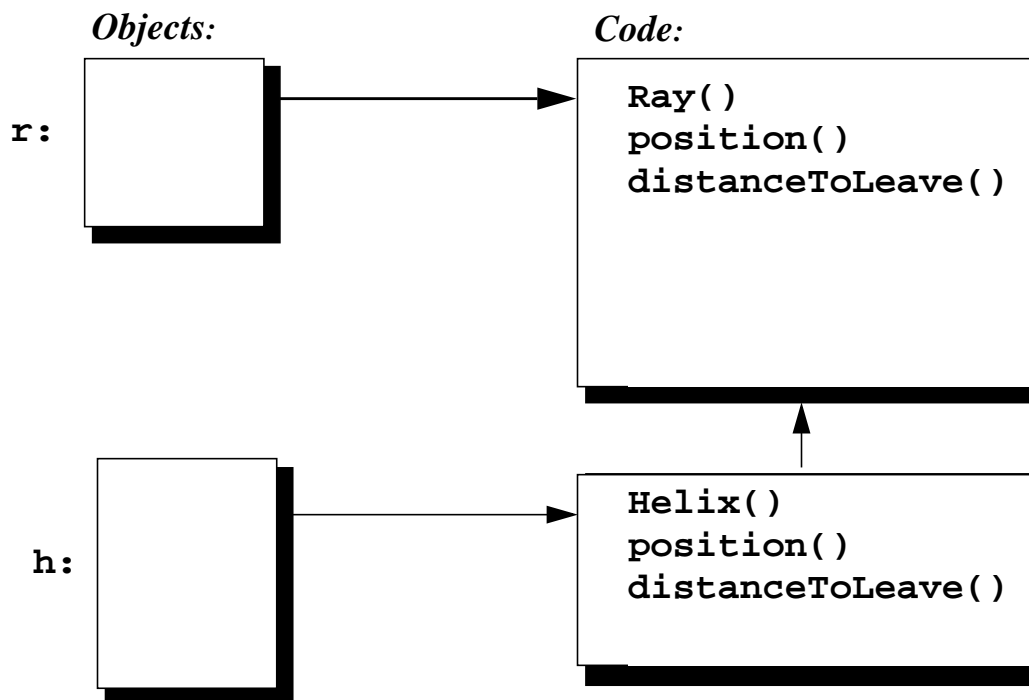 Objects:
Code:
r:
Ray()
position()
distanceToLeave()
h:
Helix()
position()
distanceToLeave()